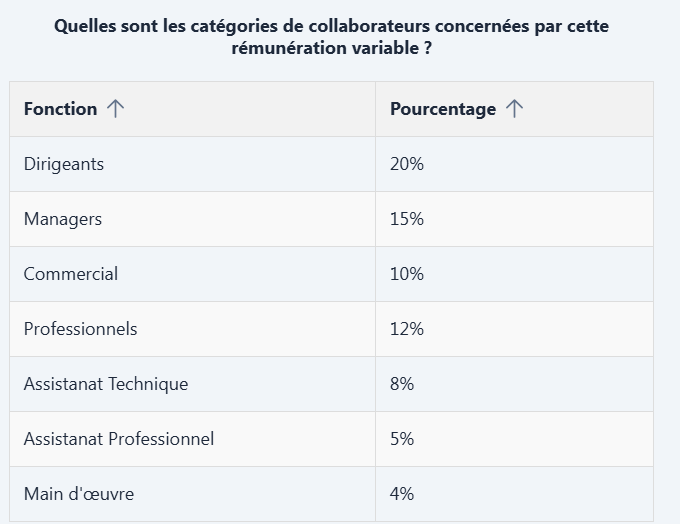 Quelles sont les catégories de collaborateurs concernées par cette
rémunération variable ?
Fonction ↑ Pourcentage ↑
Dirigeants 20%
Managers 15%
Commercial 10%
Professionnels 12%
Assistanat Technique 8%
Assistanat Professionnel 5%
Main d'œuvre 4%